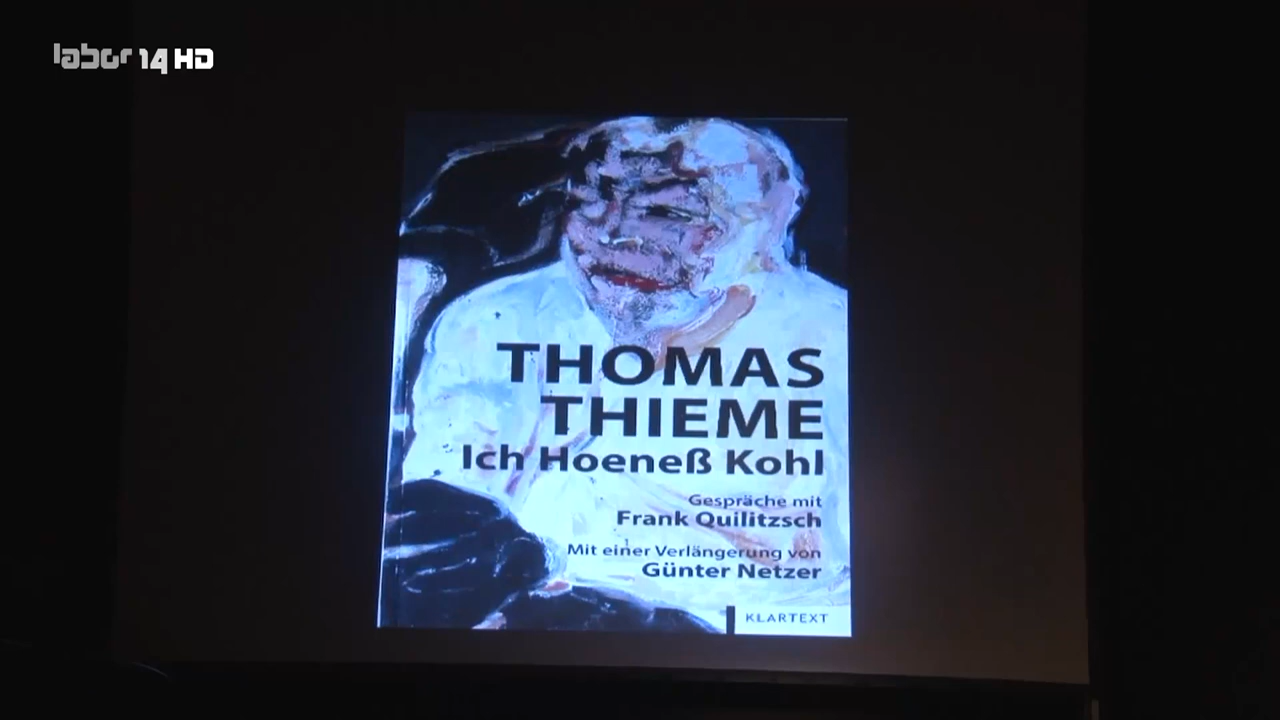 labor 14 HD
THOMAS
THIEME
Ich Hoeneß Kohl
Gespräche mit
Frank Quilitzsch
Mit einer Verlängerung von
Günter Netzer
KLARTEXT